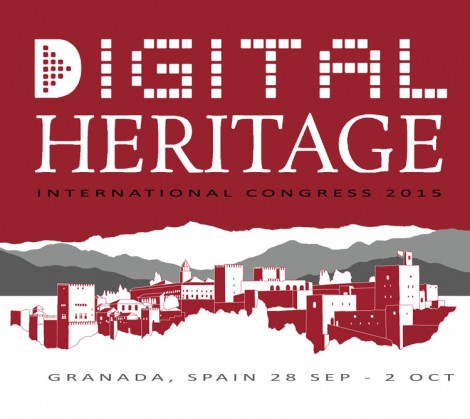 DIGITAL
HERITAGE
INTERNATIONAL CONGRESS 2015
GRANADA, SPAIN 28 SEP - 2 OCT